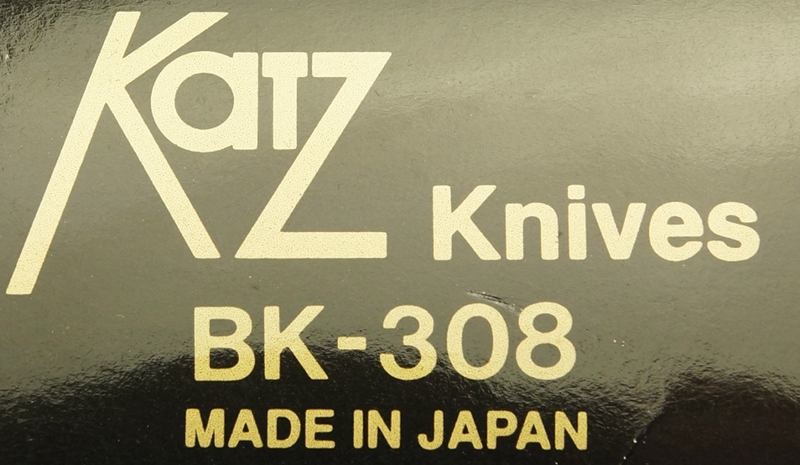 Katz Knives
BK-308
MADE IN JAPAN